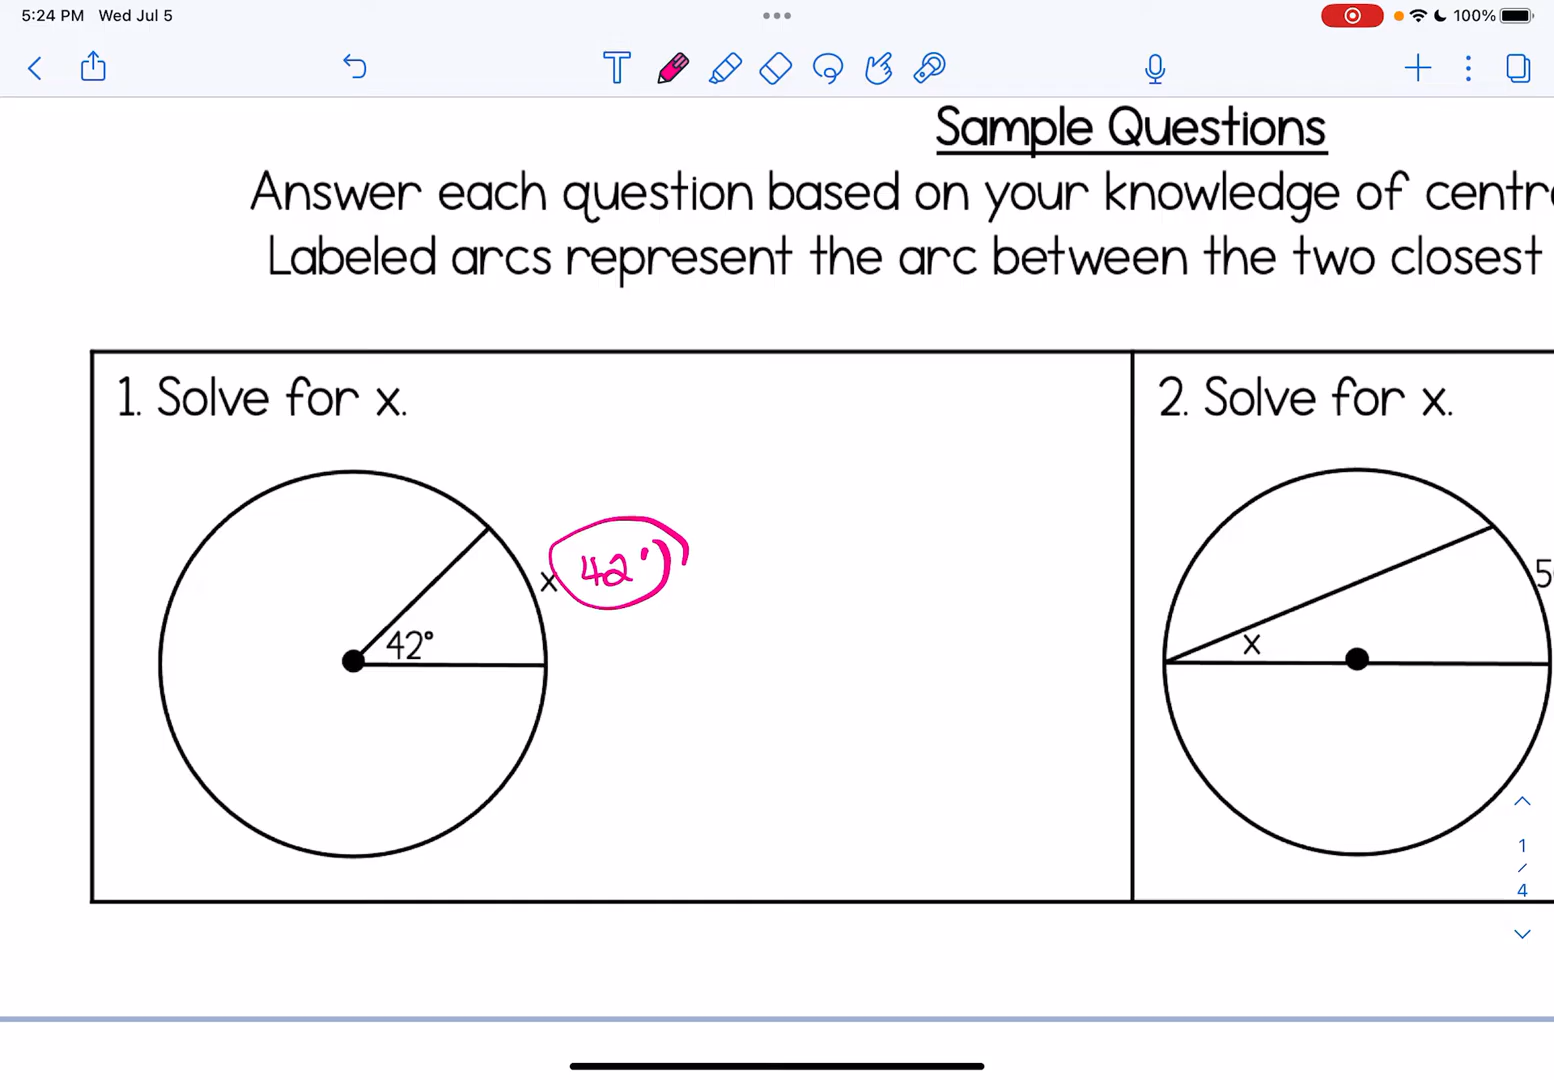 5:24 PM Wed Jul 5
100%
Sample Questions
Answer each question based on your knowledge of centr
Labeled arcs represent the arc between the two closest
1. Solve for x.
42°
x
42°
2. Solve for x.
x
5
1
/
4